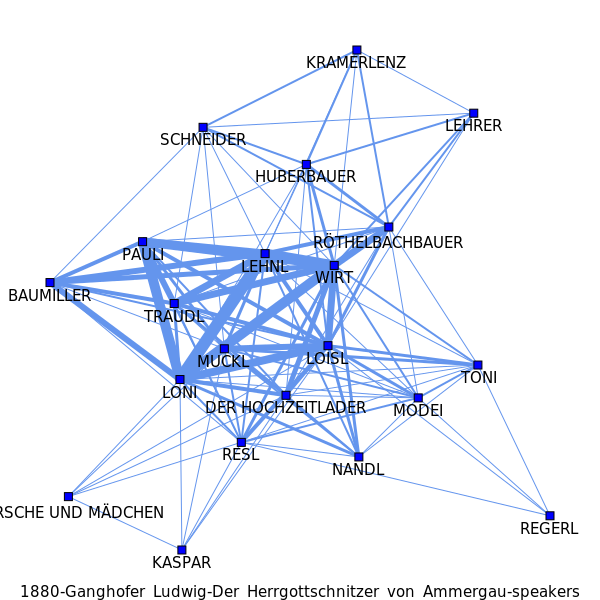 KRAMERLENZ
LEHRER
SCHNEIDER
HUBERBAUER
RÖTHELBACHBAUER
PAULI
LEHNL
WIRT
BAUMILLER
TRAUDL
MUCKL
LOISL
TONI
LONI
DER HOCHZEITLADER
MODEI
RESL
NANDL
RSCHE UND MÄDCHEN
REGERL
KASPAR
1880-Ganghofer Ludwig-Der Herrgottschnitzer von Ammergau-speakers